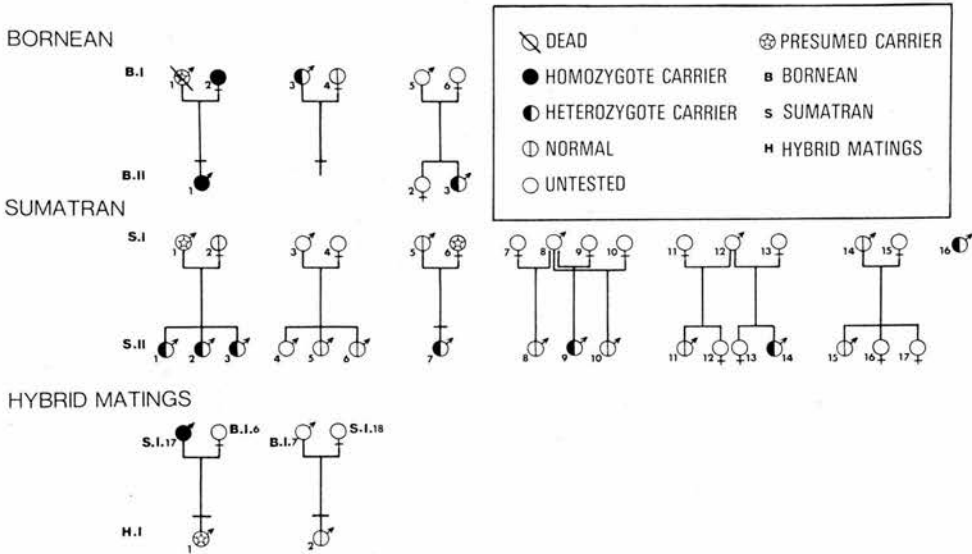 BORNEAN
B.I 1 2 3 4 5 6
B.II 1 2 3
SUMATRAN
S.I 1 2 3 4 5 6 7 8 9 10 11 12 13 14 15 16
S.II 1 2 3 4 5 6 7 8 9 10 11 12 13 14 15 16 17
HYBRID MATINGS
S.I.17 B.I.6 B.I.7 S.I.18
H.I 1 2
DEAD
HOMOZYGOTE CARRIER
HETEROZYGOTE CARRIER
NORMAL
UNTESTED
PRESUMED CARRIER
B BORNEAN
S SUMATRAN
H HYBRID MATINGS